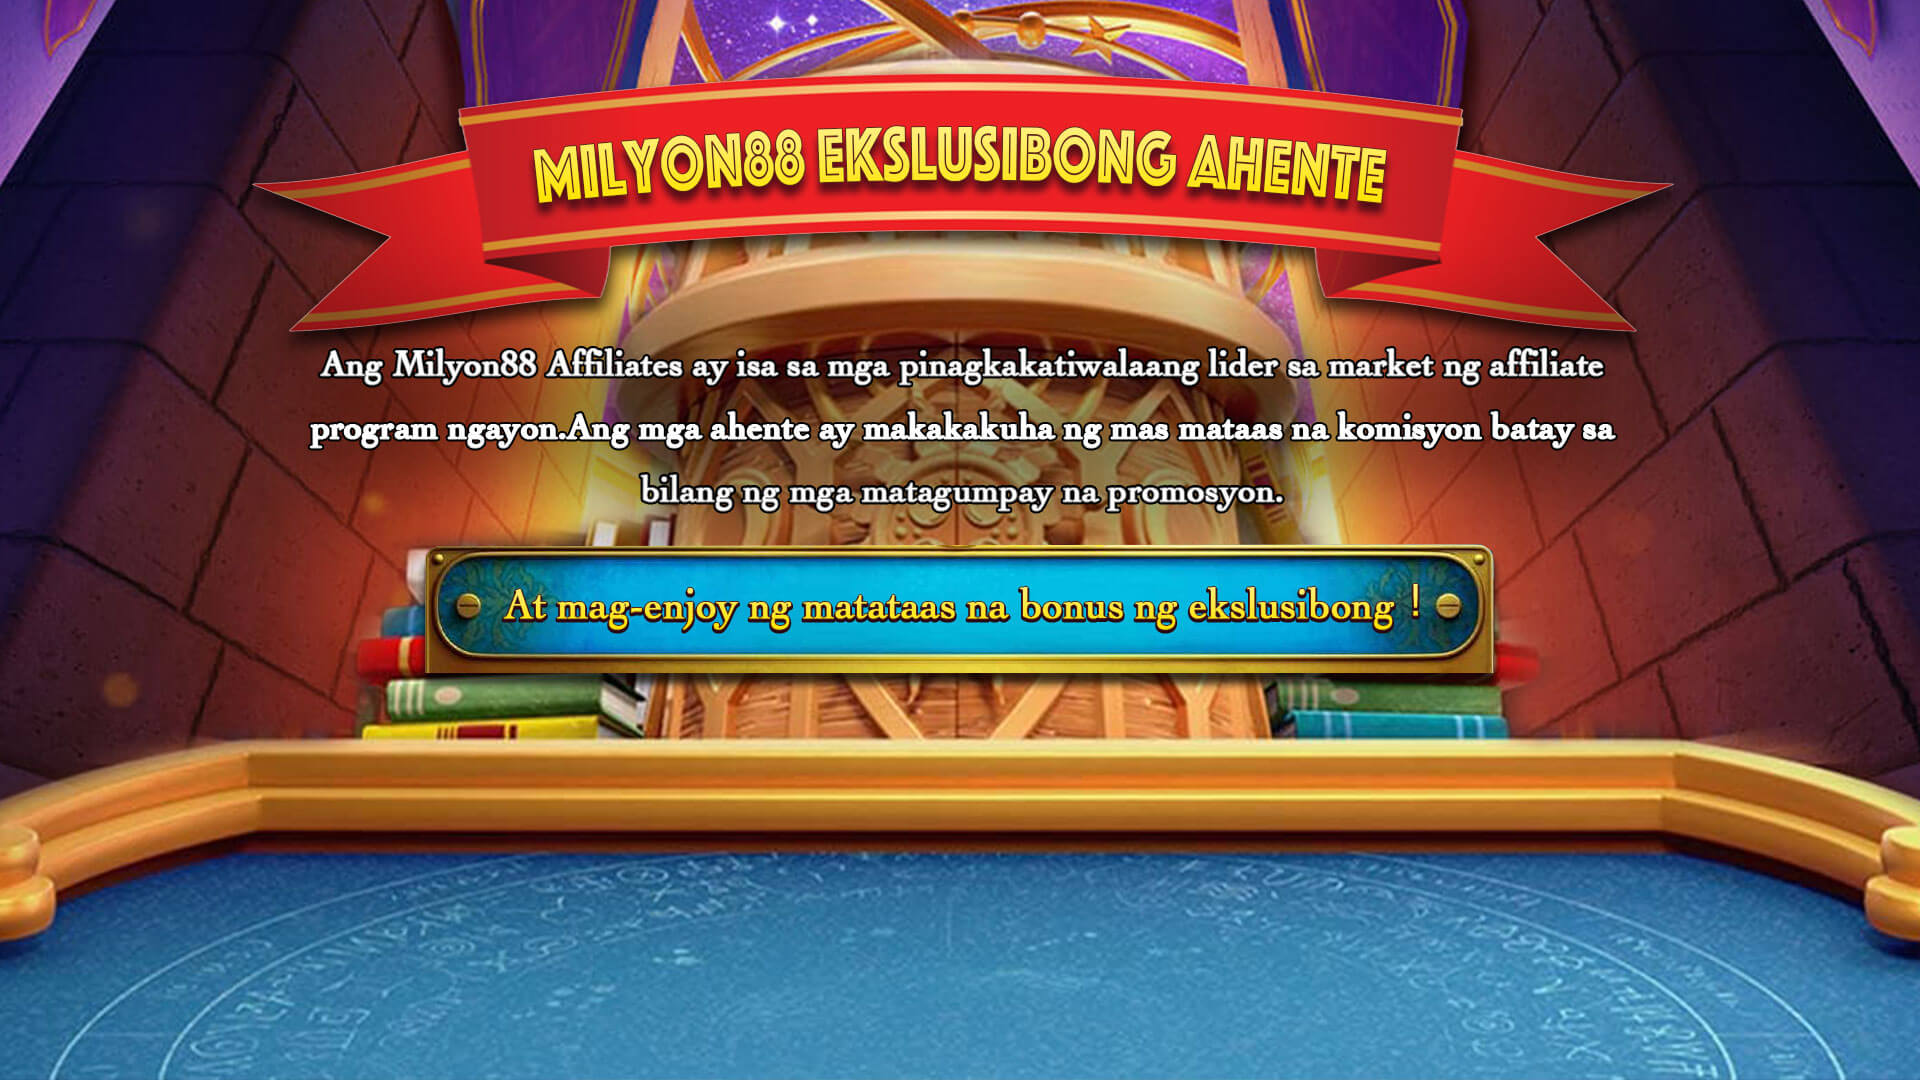 MILYON88 EKSLUSIBONG AHENTE
Ang Milyon88 Affiliates ay isa sa mga pinagkakatiwalaang lider sa market ng affiliate
program ngayon.Ang mga ahente ay makakakuha ng mas mataas na komisyon batay sa
bilang ng mga matagumpay na promosyon.
At mag-enjoy ng matataas na bonus ng ekslusibong !